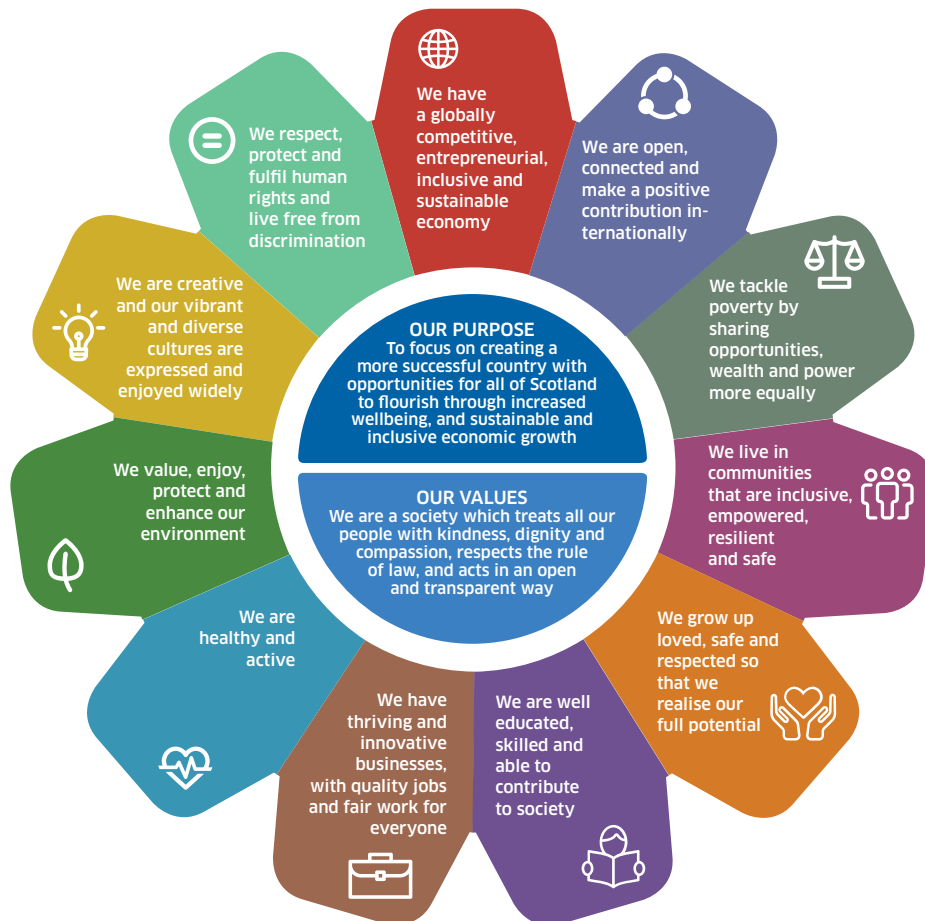 We have
a globally
competitive,
entrepreneurial,
inclusive and
sustainable
economy
We are open,
connected and
make a positive
contribution in-
ternationally
We tackle
poverty by
sharing
opportunities,
wealth and power
more equally
We live in
communities
that are inclusive,
empowered,
resilient
and safe
We grow up
loved, safe and
respected so
that we
realise our
full potential
We are well
educated,
skilled and
able to
contribute
to society
We have
thriving and
innovative
businesses,
with quality jobs
and fair work for
everyone
We are
healthy and
active
We value, enjoy,
protect and
enhance our
environment
We are creative
and our vibrant
and diverse
cultures are
expressed and
enjoyed widely
We respect,
protect and
fulfil human
rights and
live free from
discrimination
OUR PURPOSE
To focus on creating a
more successful country with
opportunities for all of Scotland
to flourish through increased
wellbeing, and sustainable and
inclusive economic growth
OUR VALUES
We are a society which treats all our
people with kindness, dignity and
compassion, respects the rule
of law, and acts in an open
and transparent way